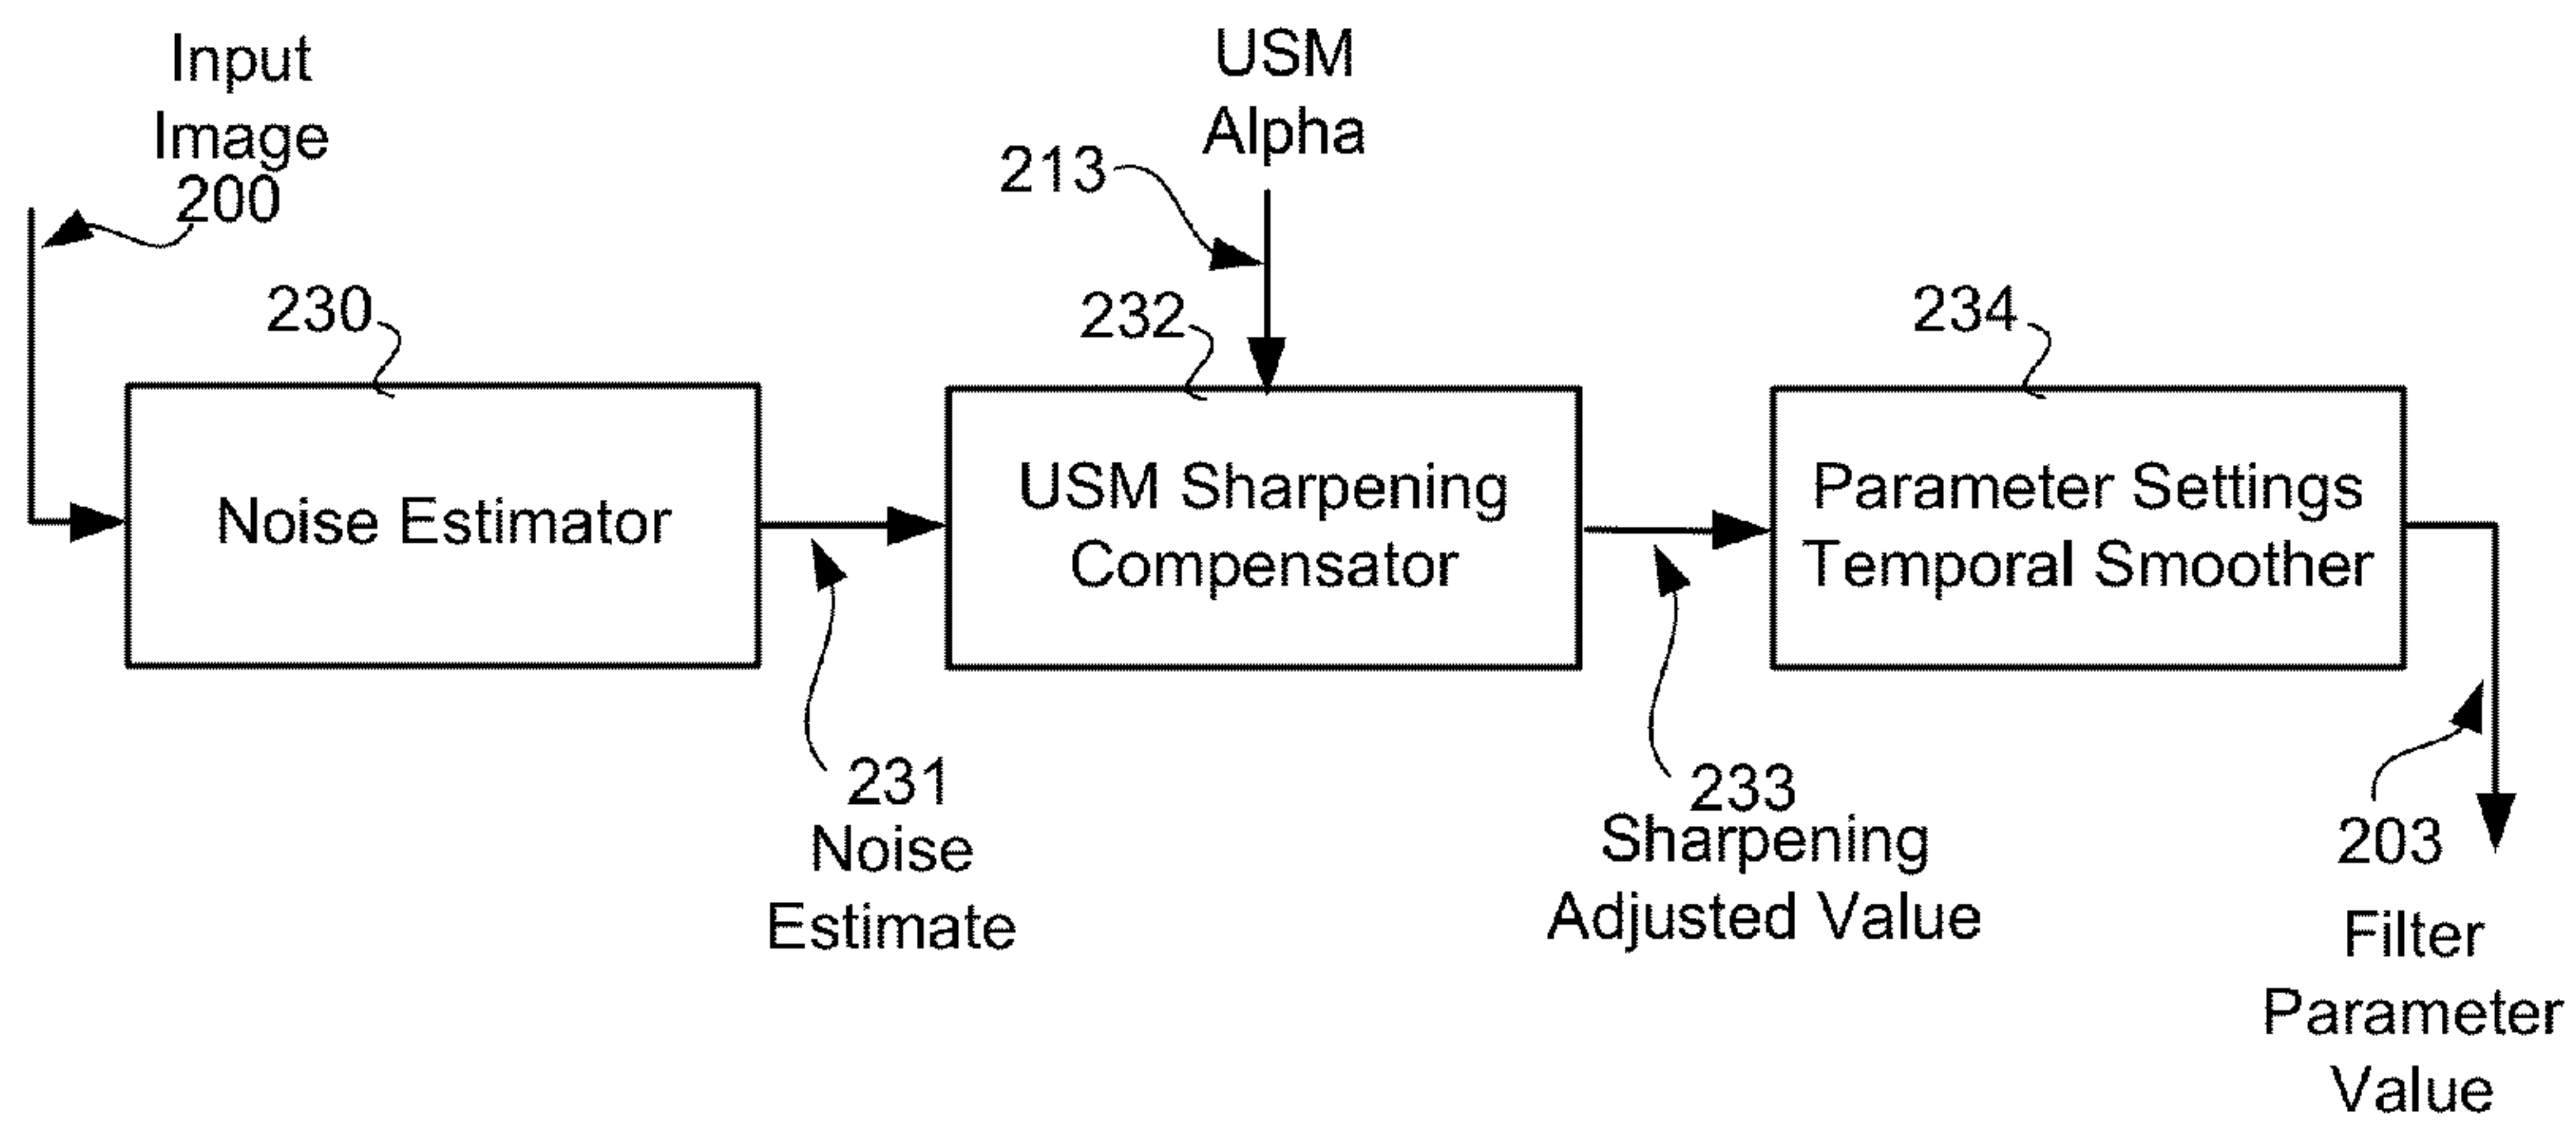 Input
Image
200
USM
Alpha
213
230
232
234
Noise Estimator
USM Sharpening
Compensator
Parameter Settings
Temporal Smoother
231
Noise
Estimate
233
Sharpening
Adjusted Value
203
Filter
Parameter
Value